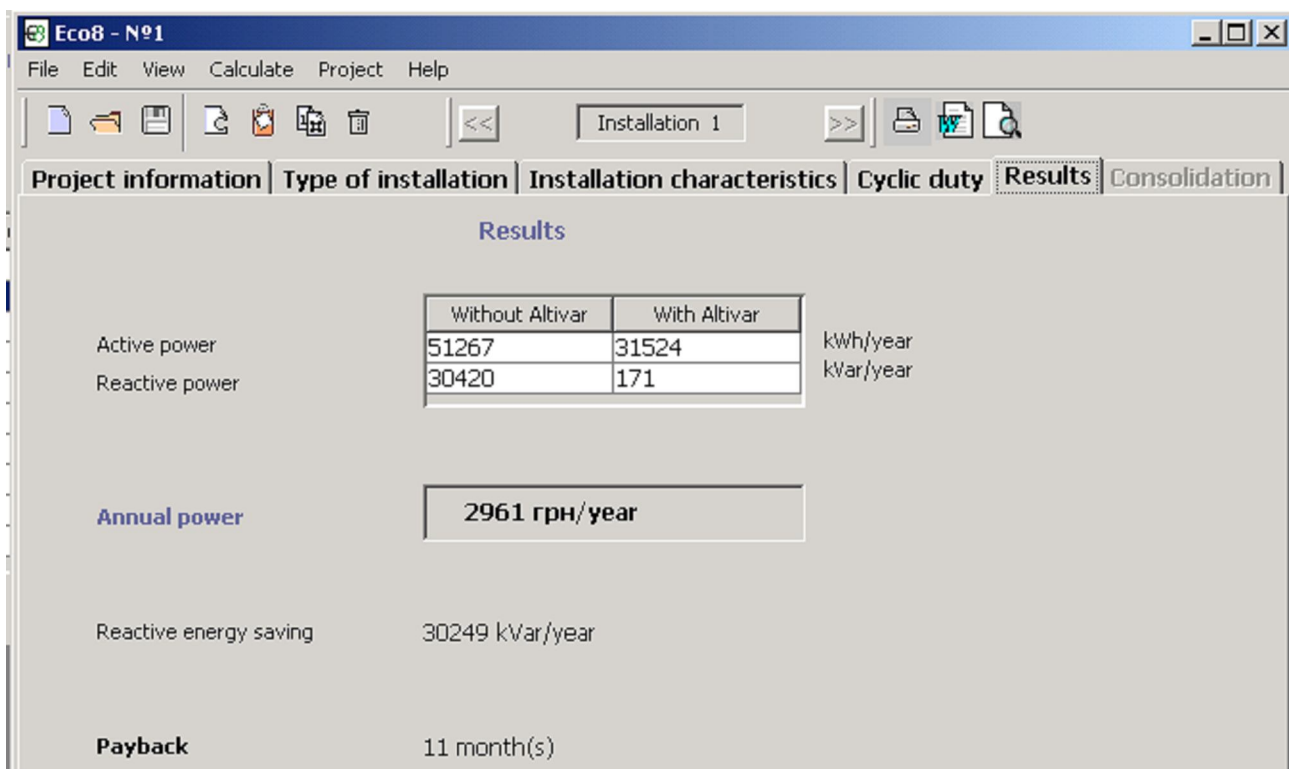 Eco8 - Nº1
File Edit View Calculate Project Help
<< Installation 1 >>
Project information Type of installation Installation characteristics Cyclic duty Results Consolidation
Results
Without Altivar With Altivar
Active power 51267 31524 kWh/year
Reactive power 30420 171 kVar/year
Annual power 2961 грн/year
Reactive energy saving 30249 kVar/year
Payback 11 month(s)